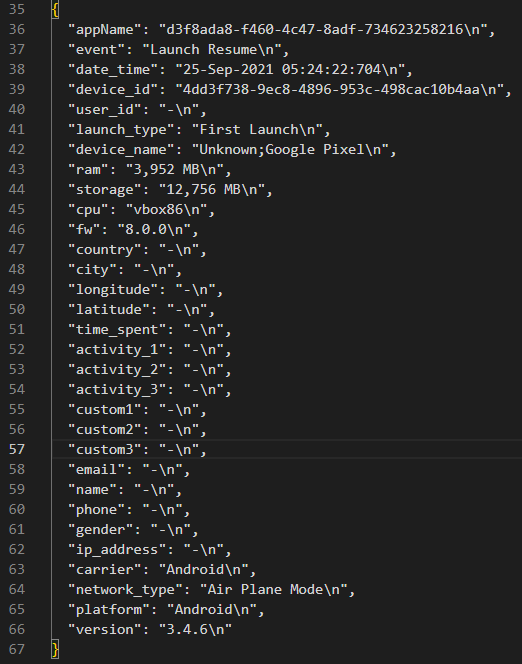 35 {
36 "appName": "d3f8ada8-f460-4c47-8adf-734623258216\n",
37 "event": "Launch Resume\n",
38 "date_time": "25-Sep-2021 05:24:22:704\n",
39 "device_id": "4dd3f738-9ec8-4896-953c-498cac10b4aa\n",
40 "user_id": "-\n",
41 "launch_type": "First Launch\n",
42 "device_name": "Unknown;Google Pixel\n",
43 "ram": "3,952 MB\n",
44 "storage": "12,756 MB\n",
45 "cpu": "vbox86\n",
46 "fw": "8.0.0\n",
47 "country": "-\n",
48 "city": "-\n",
49 "longitude": "-\n",
50 "latitude": "-\n",
51 "time_spent": "-\n",
52 "activity_1": "-\n",
53 "activity_2": "-\n",
54 "activity_3": "-\n",
55 "custom1": "-\n",
56 "custom2": "-\n",
57 "custom3": "-\n",
58 "email": "-\n",
59 "name": "-\n",
60 "phone": "-\n",
61 "gender": "-\n",
62 "ip_address": "-\n",
63 "carrier": "Android\n",
64 "network_type": "Air Plane Mode\n",
65 "platform": "Android\n",
66 "version": "3.4.6\n"
67 }